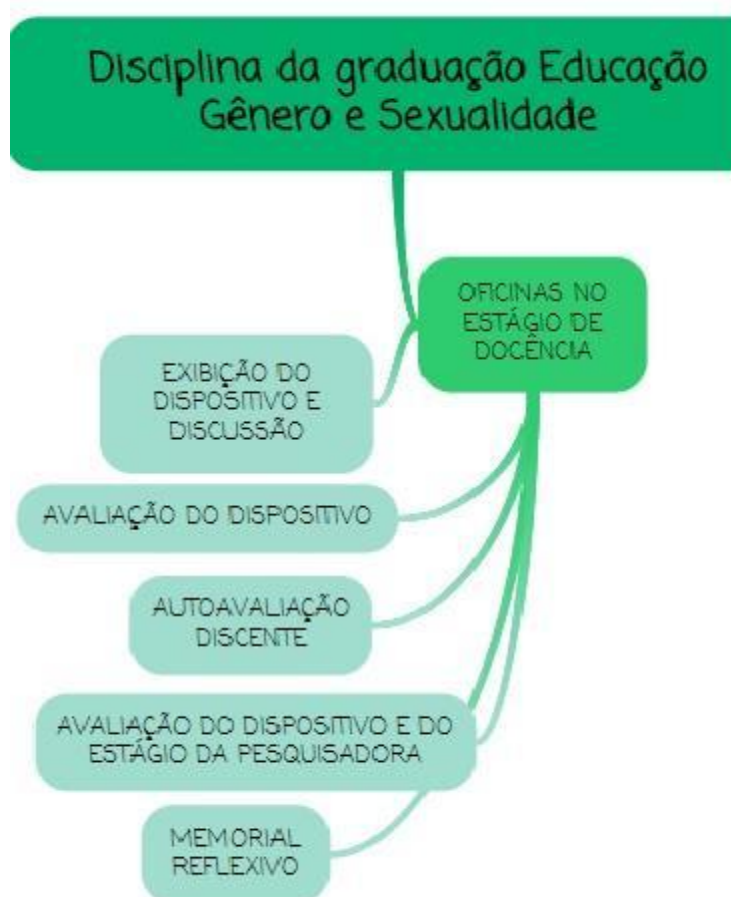 Disciplina da graduação Educação
Gênero e Sexualidade
OFICINAS NO
ESTÁGIO DE
DOCÊNCIA
EXIBIÇÃO DO
DISPOSITIVO E
DISCUSSÃO
AVALIAÇÃO DO DISPOSITIVO
AUTOAVALIAÇÃO
DISCENTE
AVALIAÇÃO DO DISPOSITIVO E DO
ESTÁGIO DA PESQUISADORA
MEMORIAL
REFLEXIVO